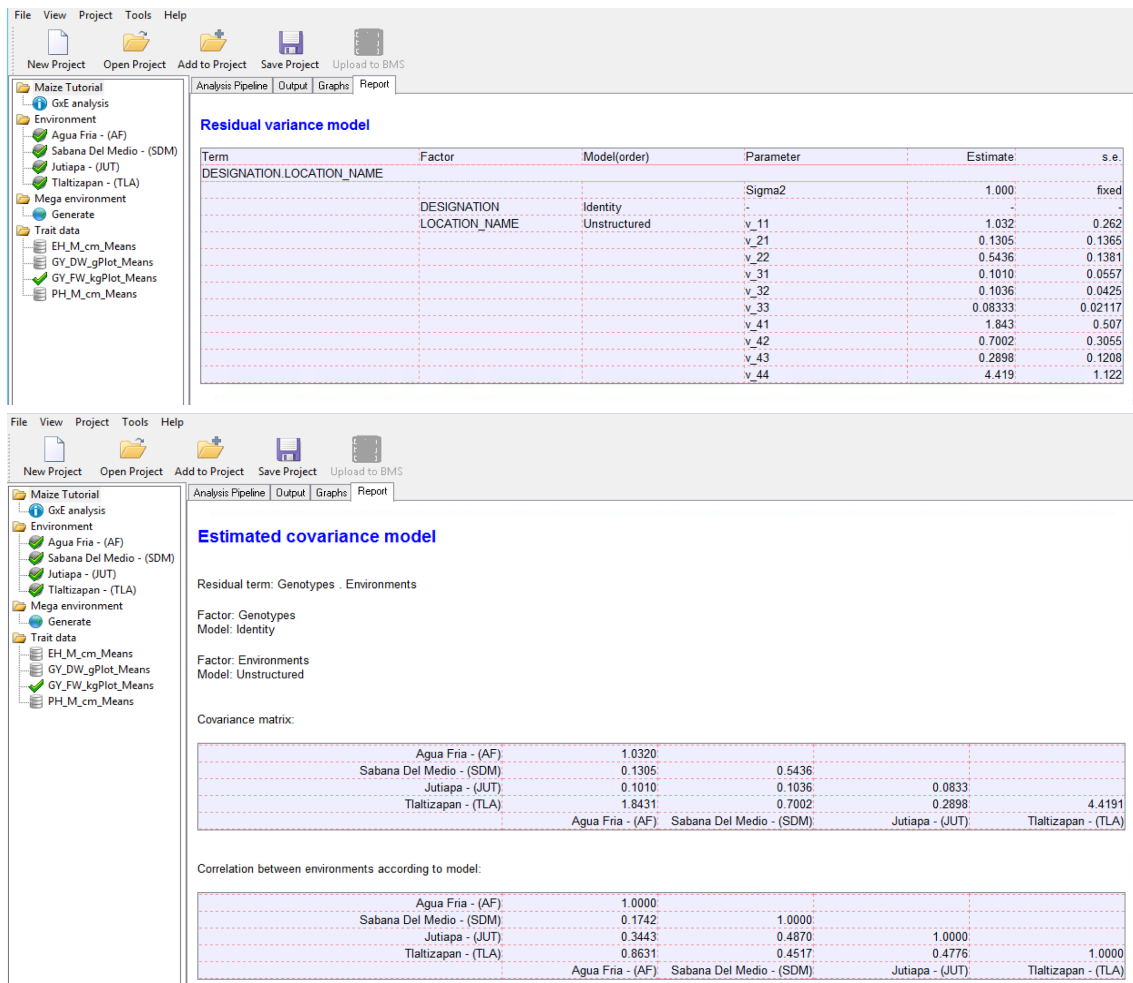 File View Project Tools Help
New Project Open Project Add to Project Save Project Upload to BMS
Maize Tutorial
GxE analysis
Environment
Agua Fria - (AF)
Sabana Del Medio - (SDM)
Jutiapa - (JUT)
Tlaltizapan - (TLA)
Mega environment
Generate
Trait data
EH_M_cm_Means
GY_DW_gPlot_Means
GY_FW_kgPlot_Means
PH_M_cm_Means
Analysis Pipeline Output Graphs Report
Residual variance model
Term Factor Model(order) Parameter Estimate s.e.
DESIGNATION.LOCATION_NAME
Sigma2 1.000 fixed
DESIGNATION Identity - - -
LOCATION_NAME Unstructured v_11 1.032 0.262
v_21 0.1305 0.1365
v_22 0.5436 0.1381
v_31 0.1010 0.0557
v_32 0.1036 0.0425
v_33 0.08333 0.02117
v_41 1.843 0.507
v_42 0.7002 0.3055
v_43 0.2898 0.1208
v_44 4.419 1.122
File View Project Tools Help
New Project Open Project Add to Project Save Project Upload to BMS
Maize Tutorial
GxE analysis
Environment
Agua Fria - (AF)
Sabana Del Medio - (SDM)
Jutiapa - (JUT)
Tlaltizapan - (TLA)
Mega environment
Generate
Trait data
EH_M_cm_Means
GY_DW_gPlot_Means
GY_FW_kgPlot_Means
PH_M_cm_Means
Analysis Pipeline Output Graphs Report
Estimated covariance model
Residual term: Genotypes . Environments
Factor: Genotypes
Model: Identity
Factor: Environments
Model: Unstructured
Covariance matrix:
Agua Fria - (AF) 1.0320
Sabana Del Medio - (SDM) 0.1305 0.5436
Jutiapa - (JUT) 0.1010 0.1036 0.0833
Tlaltizapan - (TLA) 1.8431 0.7002 0.2898 4.4191
Agua Fria - (AF) Sabana Del Medio - (SDM) Jutiapa - (JUT) Tlaltizapan - (TLA)
Correlation between environments according to model:
Agua Fria - (AF) 1.0000
Sabana Del Medio - (SDM) 0.1742 1.0000
Jutiapa - (JUT) 0.3443 0.4870 1.0000
Tlaltizapan - (TLA) 0.8631 0.4517 0.4776 1.0000
Agua Fria - (AF) Sabana Del Medio - (SDM) Jutiapa - (JUT) Tlaltizapan - (TLA)